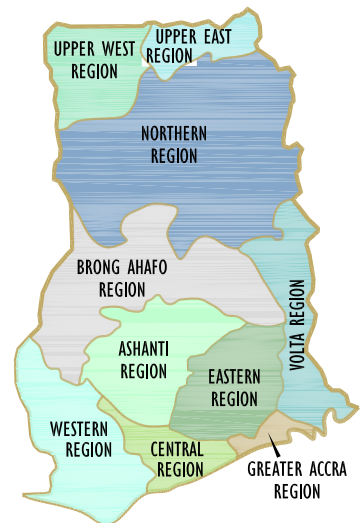 UPPER WEST
REGION
UPPER EAST
REGION
NORTHERN
REGION
BRONG AHAFO
REGION
VOLTA REGION
ASHANTI
REGION
EASTERN
REGION
WESTERN
REGION
CENTRAL
REGION
GREATER ACCRA
REGION